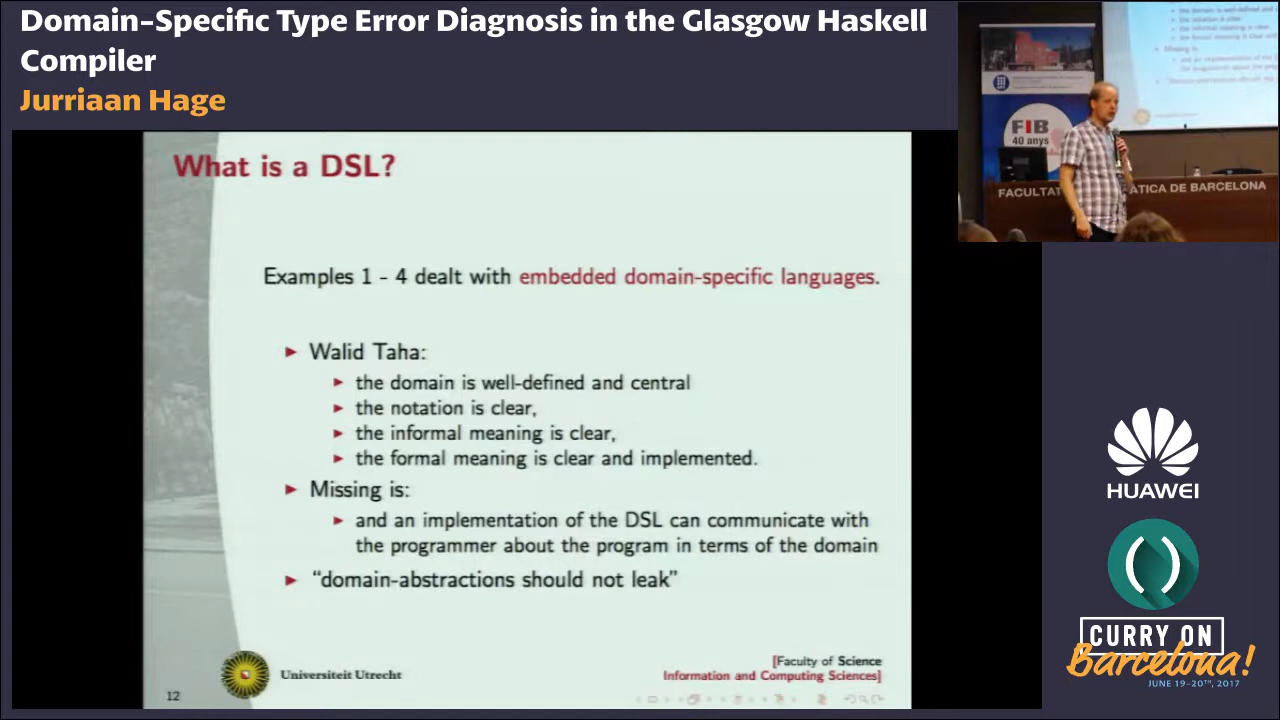 Domain-Specific Type Error Diagnosis in the Glasgow Haskell
Compiler
Jurriaan Hage
What is a DSL?
Examples 1 - 4 dealt with embedded domain-specific languages.
▶ Walid Taha:
▶ the domain is well-defined and central
▶ the notation is clear,
▶ the informal meaning is clear,
▶ the formal meaning is clear and implemented.
▶ Missing is:
▶ and an implementation of the DSL can communicate with
the programmer about the program in terms of the domain
▶ “domain-abstractions should not leak”
Universiteit Utrecht
[Faculty of Science
Information and Computing Sciences]
12
FIB
40 anys
FACULTAT
ÀTICA DE BARCELONA
HUAWEI
CURRY ON
Barcelona!
JUNE 19-20TH, 2017